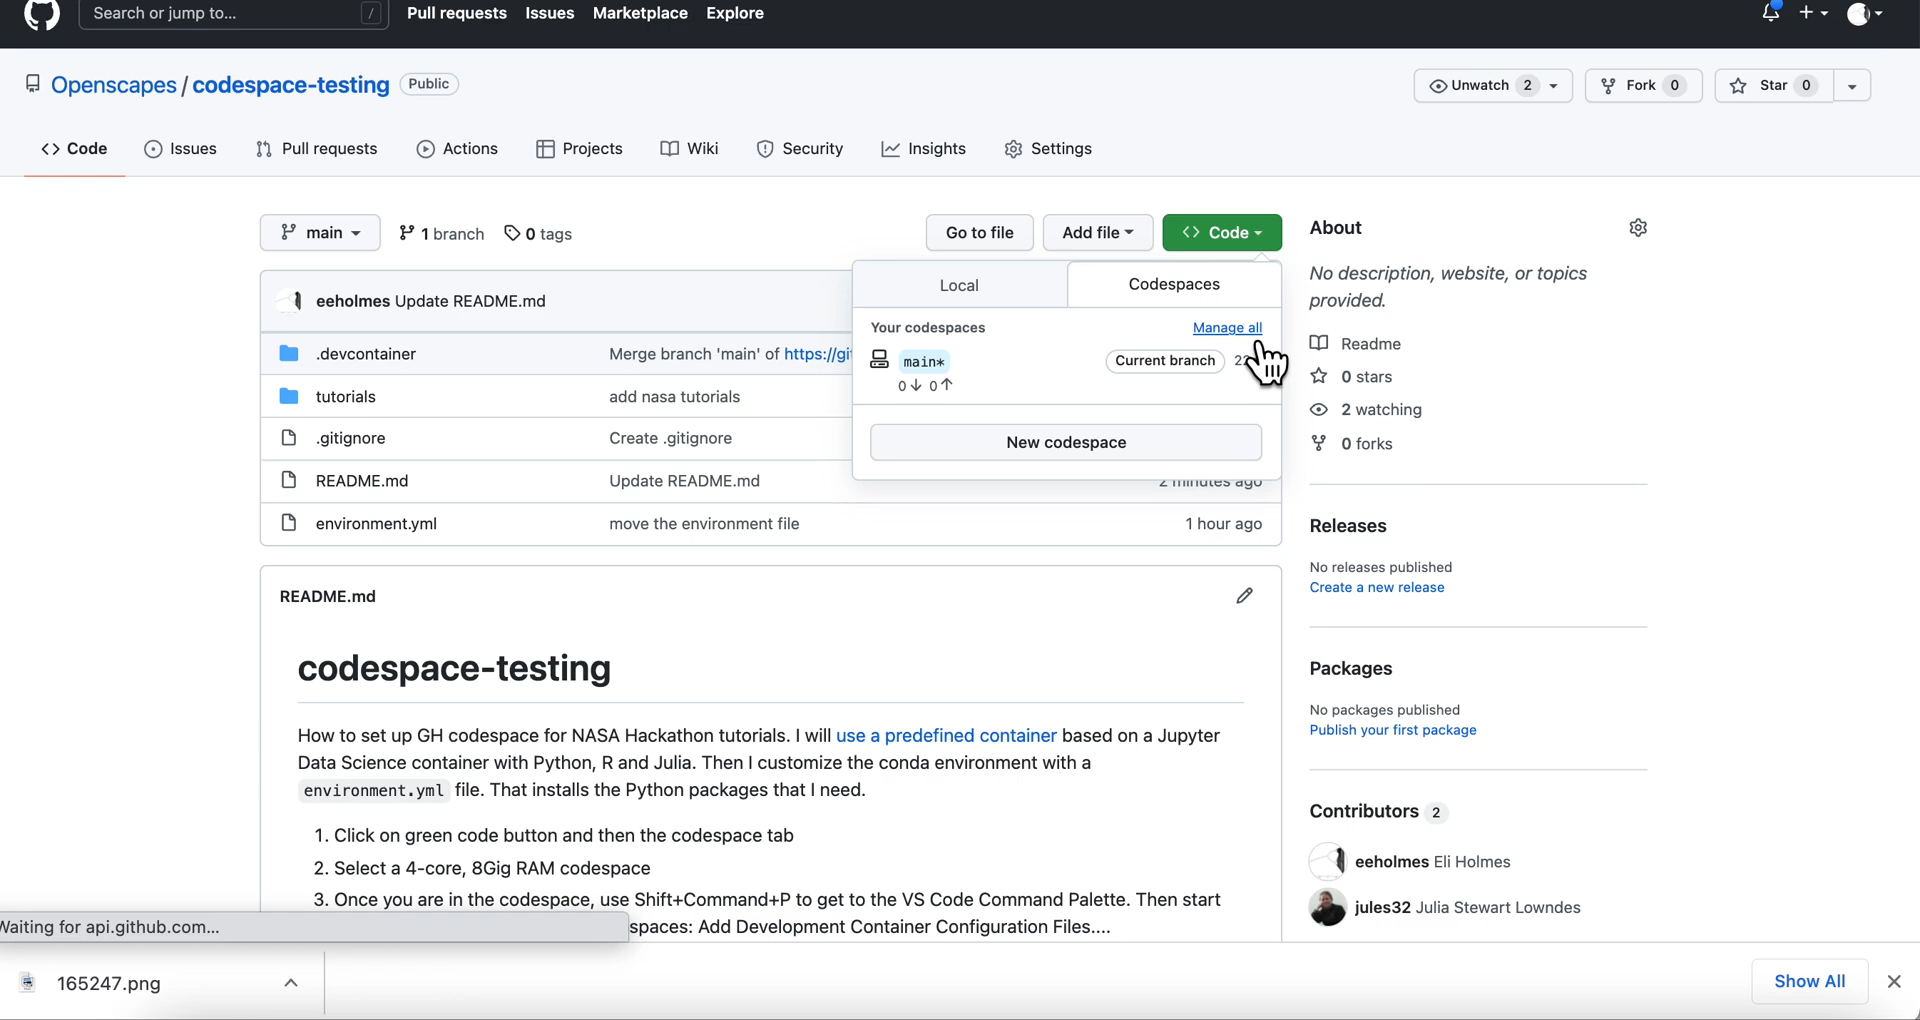 Search or jump to... /
Pull requests Issues Marketplace Explore
Openscapes / codespace-testing Public
Unwatch 2 Fork 0 Star 0
<> Code Issues Pull requests Actions Projects Wiki Security Insights Settings
main 1 branch 0 tags
Go to file Add file <> Code
eeholmes Update README.md
.devcontainer Merge branch 'main' of
tutorials add nasa tutorials
.gitignore Create .gitignore
README.md Update README.md 2 minutes ago
environment.yml move the environment file 1 hour ago
Local Codespaces
Your codespaces Manage all
main* Current branch
0↓ 0↑
New codespace
README.md
codespace-testing
How to set up GH codespace for NASA Hackathon tutorials. I will use a predefined container based on a Jupyter
Data Science container with Python, R and Julia. Then I customize the conda environment with a
environment.yml file. That installs the Python packages that I need.
1. Click on green code button and then the codespace tab
2. Select a 4-core, 8Gig RAM codespace
3. Once you are in the codespace, use Shift+Command+P to get to the VS Code Command Palette. Then start
spaces: Add Development Container Configuration Files....
About
No description, website, or topics
provided.
Readme
0 stars
2 watching
0 forks
Releases
No releases published
Create a new release
Packages
No packages published
Publish your first package
Contributors 2
eeholmes Eli Holmes
jules32 Julia Stewart Lowndes
Waiting for api.github.com...
165247.png
Show All